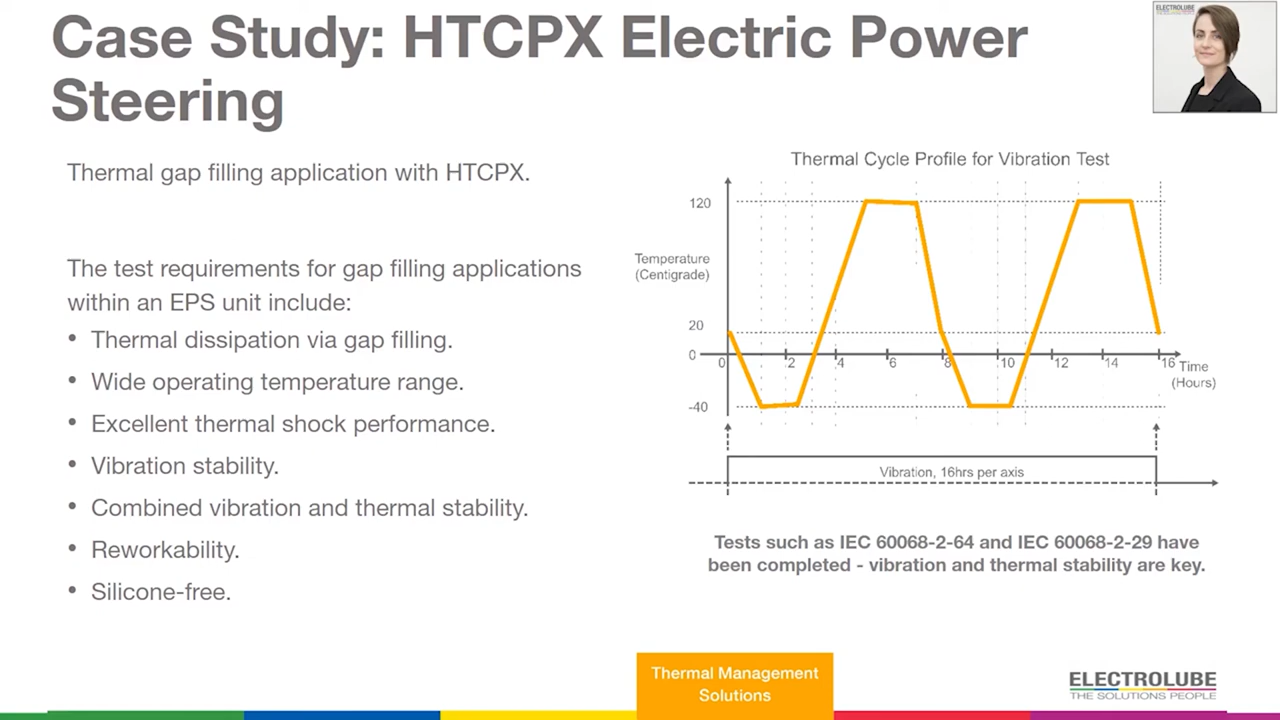 Case Study: HTCPX Electric Power
Steering
ELECTROLUBE
THE SOLUTIONS PEOPLE
Thermal gap filling application with HTCPX.
The test requirements for gap filling applications
within an EPS unit include:
• Thermal dissipation via gap filling.
• Wide operating temperature range.
• Excellent thermal shock performance.
• Vibration stability.
• Combined vibration and thermal stability.
• Reworkability.
• Silicone-free.
Thermal Cycle Profile for Vibration Test
120
Temperature
(Centigrade)
20
0
0 2 4 6 8 10 12 14 16
Time
(Hours)
-40
Vibration, 16hrs per axis
Tests such as IEC 60068-2-64 and IEC 60068-2-29 have
been completed - vibration and thermal stability are key.
Thermal Management
Solutions
ELECTROLUBE
THE SOLUTIONS PEOPLE